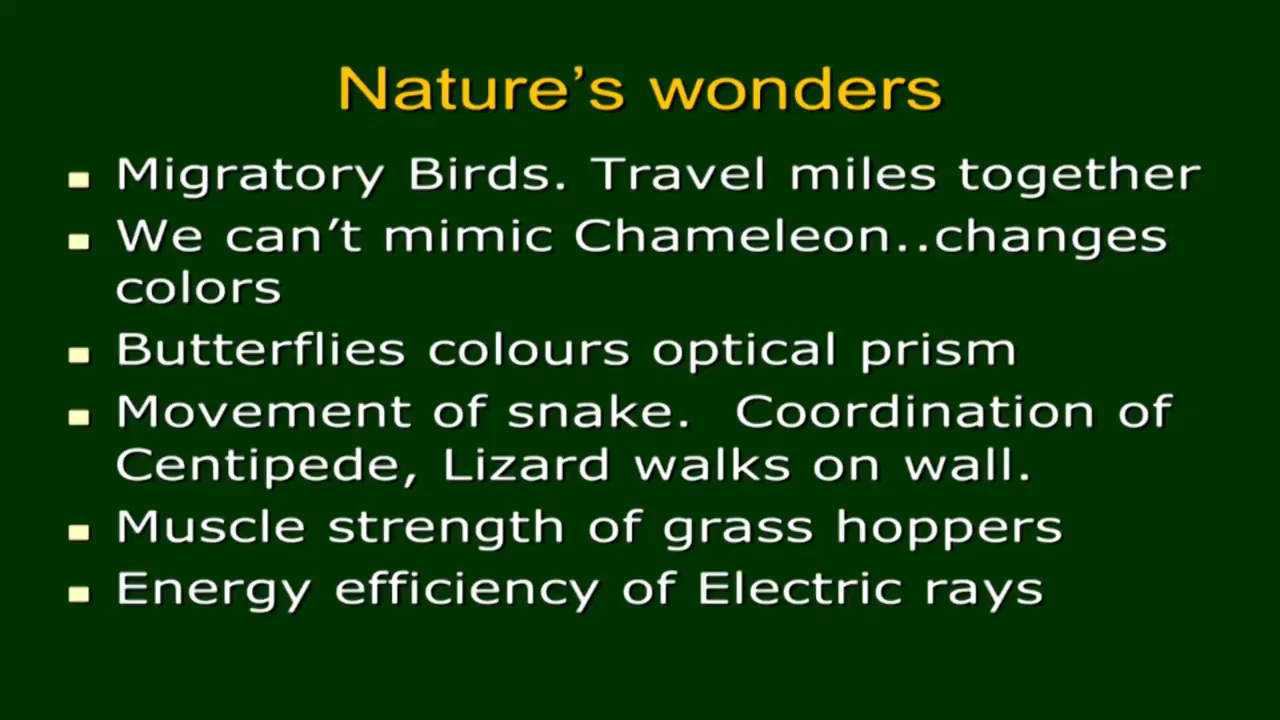 Nature’s wonders
Migratory Birds. Travel miles together
We can’t mimic Chameleon..changes
colors
Butterflies colours optical prism
Movement of snake.  Coordination of
Centipede, Lizard walks on wall.
Muscle strength of grass hoppers
Energy efficiency of Electric rays